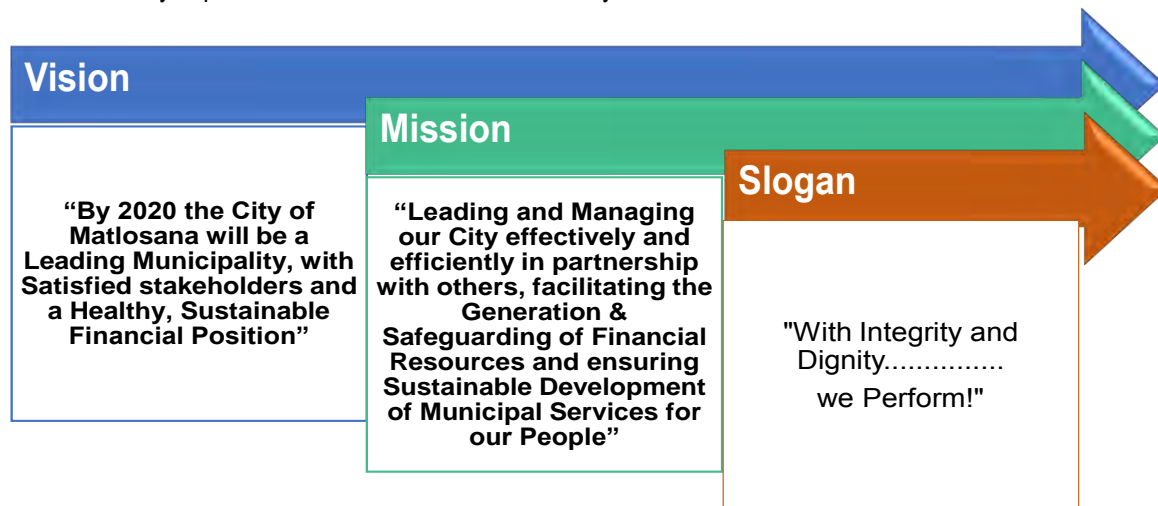 Vision
“By 2020 the City of
Matlosana will be a
Leading Municipality, with
Satisfied stakeholders and
a Healthy, Sustainable
Financial Position”
Mission
“Leading and Managing
our City effectively and
efficiently in partnership
with others, facilitating the
Generation &
Safeguarding of Financial
Resources and ensuring
Sustainable Development
of Municipal Services for
our People”
Slogan
"With Integrity and
Dignity...............
we Perform!"